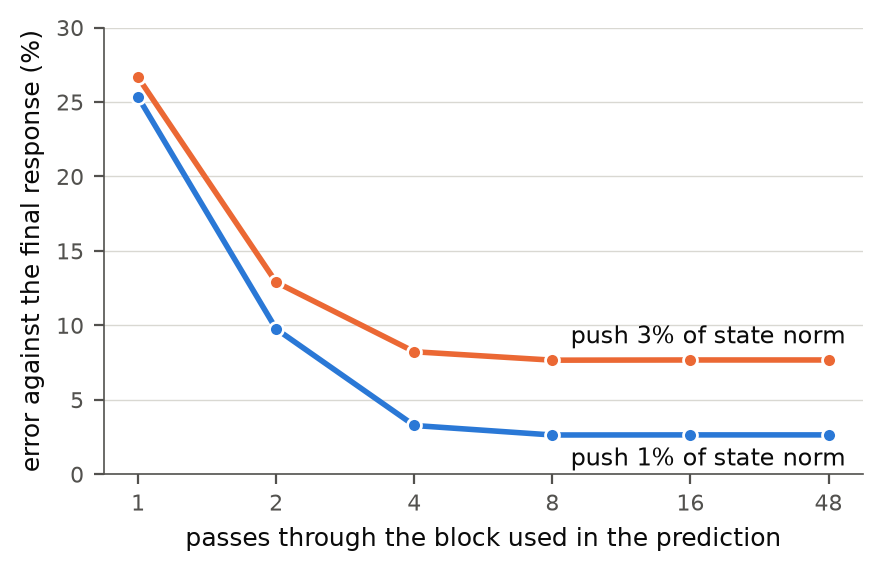 error against the final response (%)
30
25
20
15
10
5
0
push 3% of state norm
push 1% of state norm
1 2 4 8 16 48
passes through the block used in the prediction